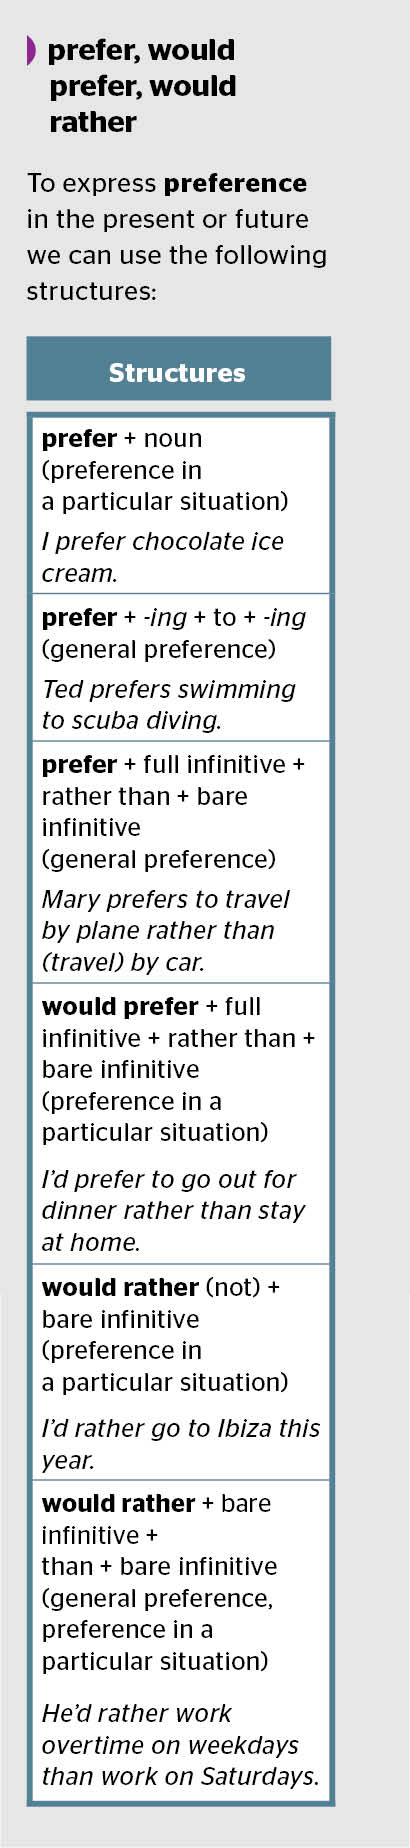 prefer, would
prefer, would
rather
To express preference
in the present or future
we can use the following
structures:
Structures
prefer + noun
(preference in
a particular situation)
I prefer chocolate ice
cream.
prefer + -ing + to + -ing
(general preference)
Ted prefers swimming
to scuba diving.
prefer + full infinitive +
rather than + bare
infinitive
(general preference)
Mary prefers to travel
by plane rather than
(travel) by car.
would prefer + full
infinitive + rather than +
bare infinitive
(preference in a
particular situation)
I’d prefer to go out for
dinner rather than stay
at home.
would rather (not) +
bare infinitive
(preference in
a particular situation)
I’d rather go to Ibiza this
year.
would rather + bare
infinitive +
than + bare infinitive
(general preference,
preference in a
particular situation)
He’d rather work
overtime on weekdays
than work on Saturdays.